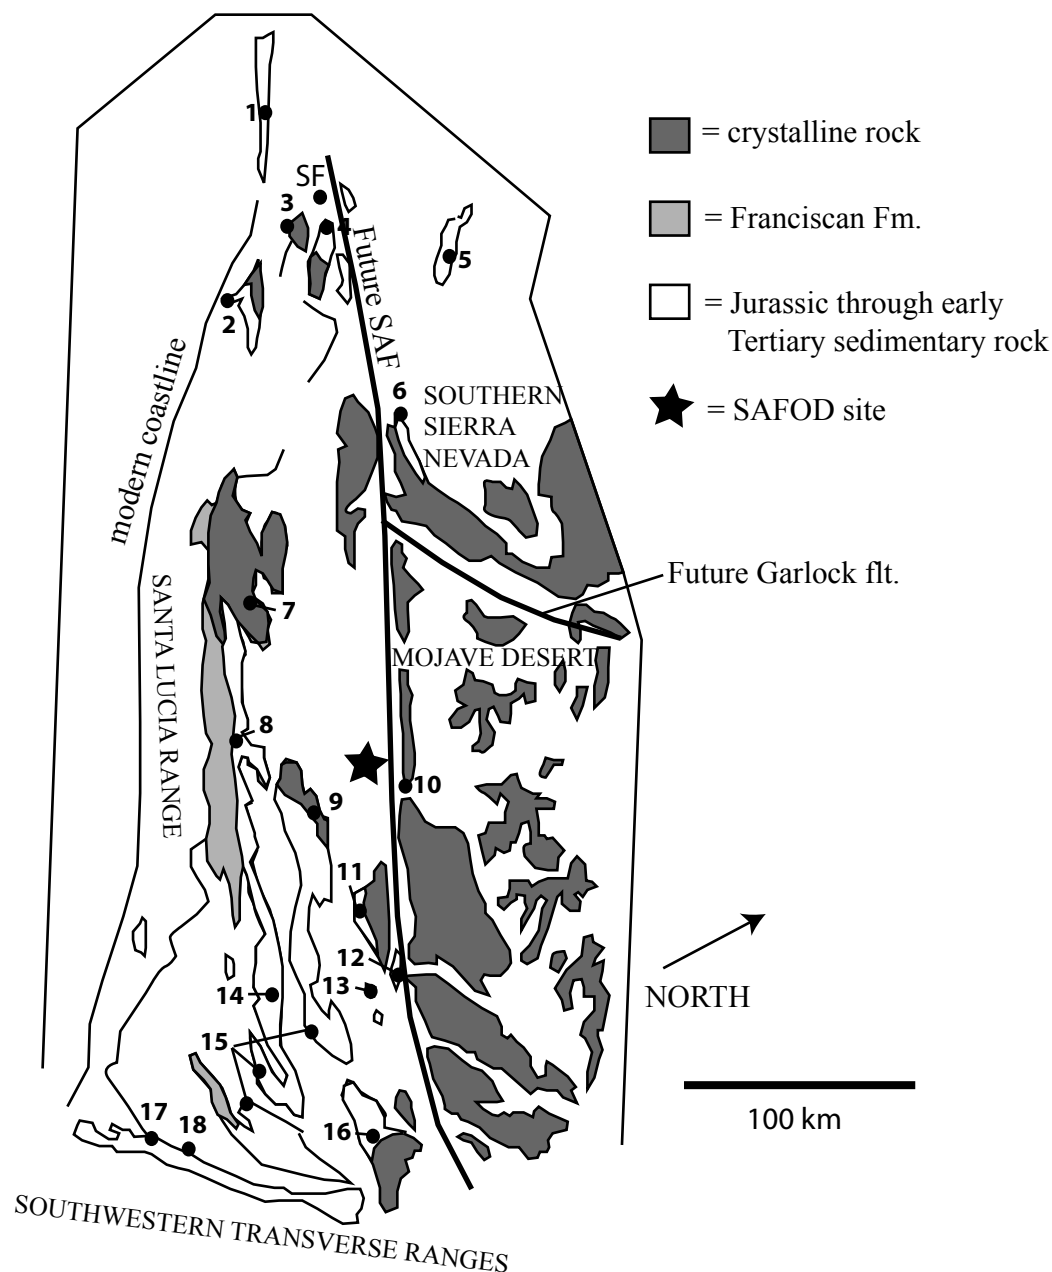 1
SF
3
4
5
2
Future SAF
modern coastline
6
SOUTHERN
SIERRA
NEVADA
= crystalline rock
= Franciscan Fm.
= Jurassic through early
Tertiary sedimentary rock
= SAFOD site
Future Garlock flt.
7
SANTA LUCIA RANGE
MOJAVE DESERT
8
9
10
11
12
13
14
15
16
17
18
NORTH
100 km
SOUTHWESTERN TRANSVERSE RANGES